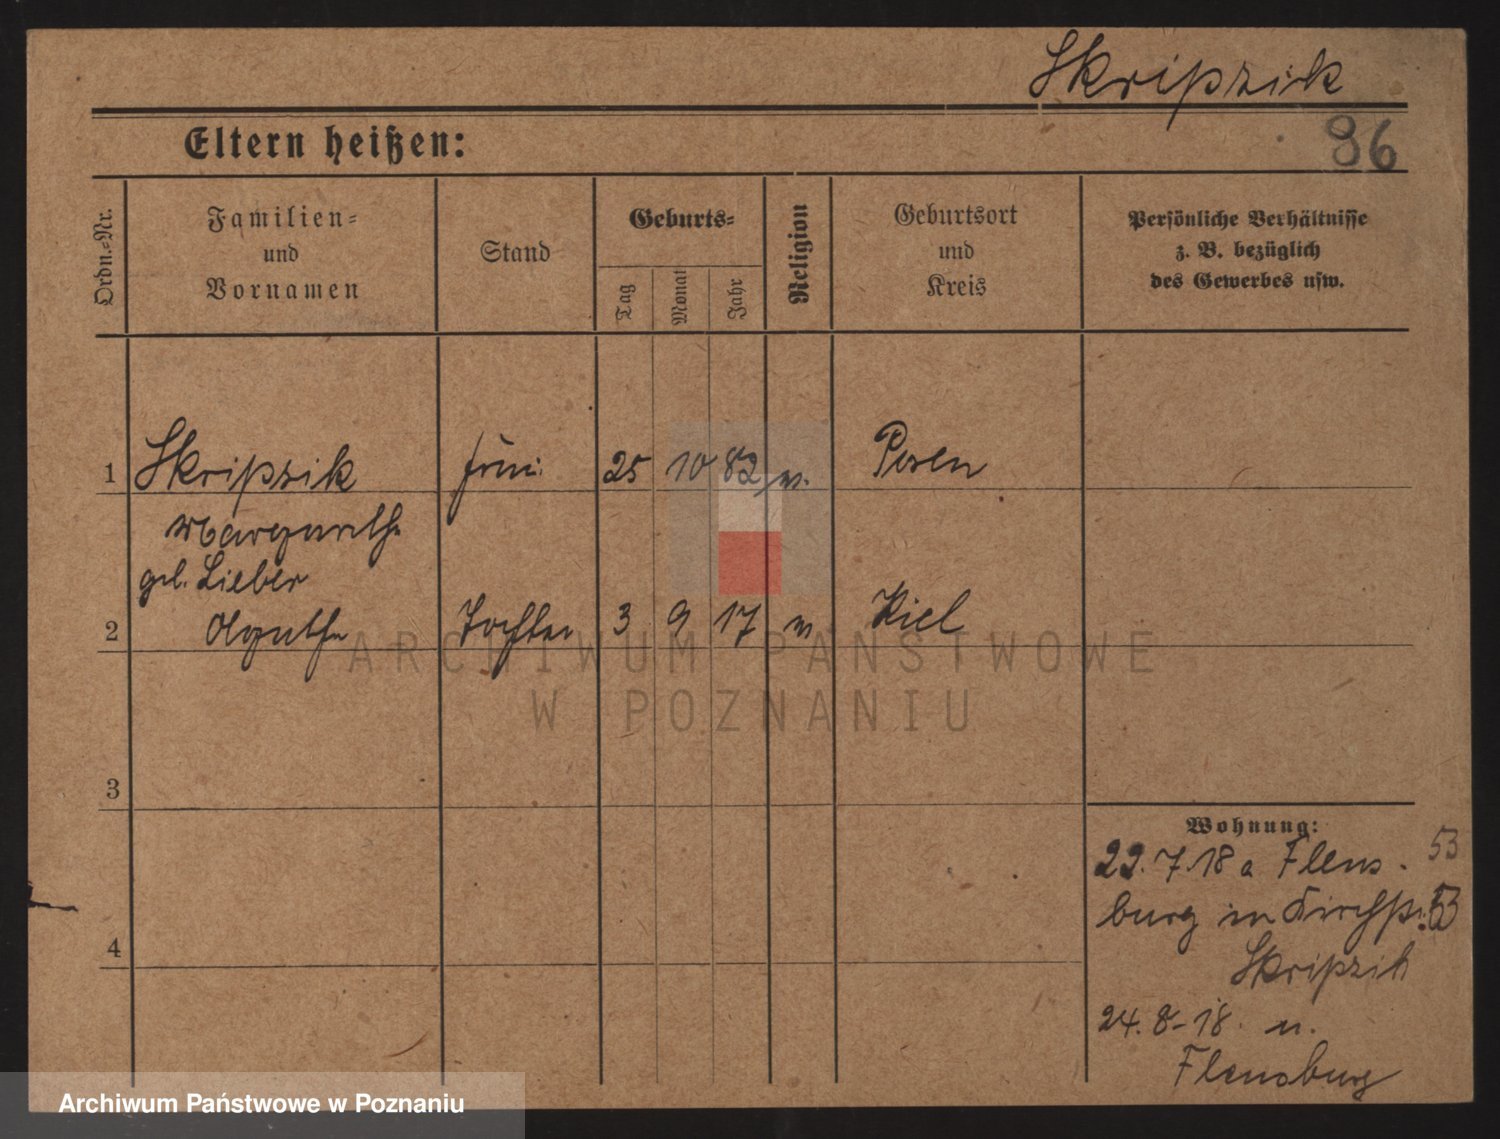 Skripzik
Eltern heißen:
96
Ordn.-Nr.
Familien-
und
Vornamen
Stand
Geburts-
Tag
Monat
Jahr
Religion
Geburtsort
und
Kreis
Persönliche Verhältnisse
z. B. bezüglich
des Gewerbes usw.
1 Skripzik 25 10 82 Posen
Margarethe
geb. Lieber
2 Agathe Tochter 3 9 17 Kiel
ARCHIWUM PAŃSTWOWE
W POZNANIU
3
Wohnung:
22.7.18 a Flens- 53
burg in Kirchstr. 53
4
Skripzik
24.8-18. n.
Flensburg
Archiwum Państwowe w Poznaniu